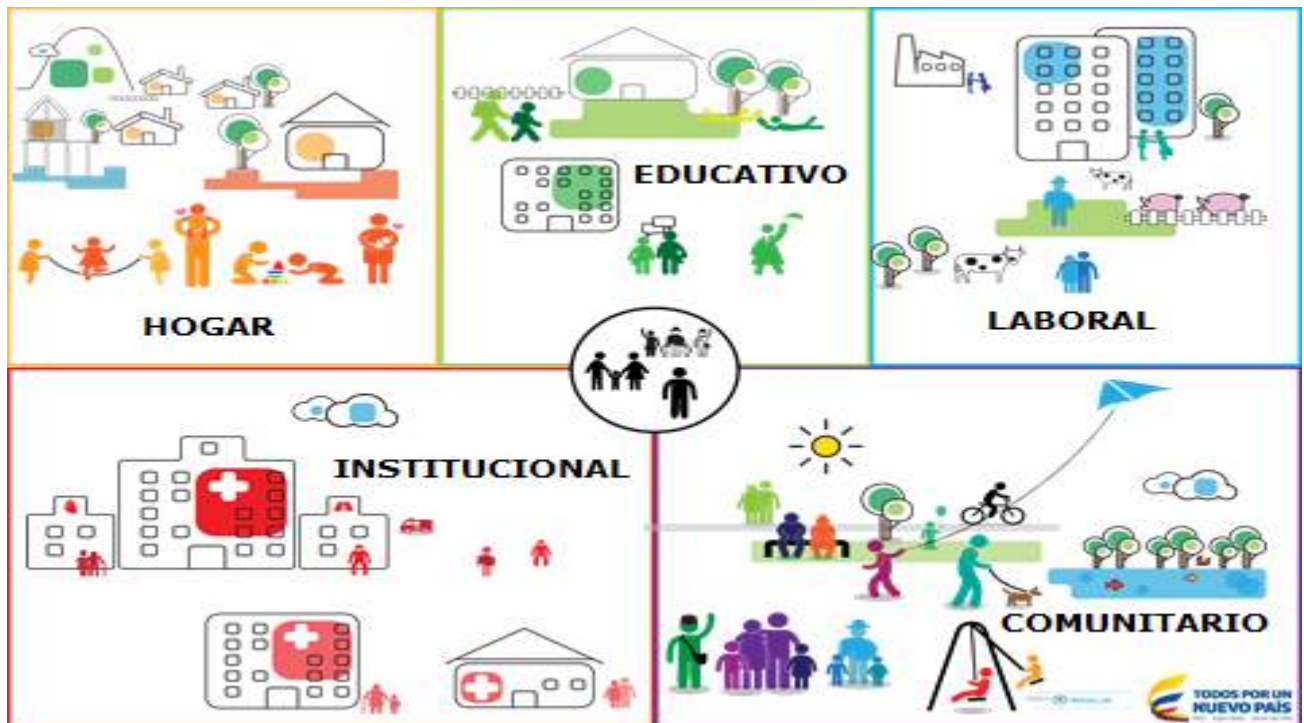 EDUCATIVO
HOGAR
LABORAL
INSTITUCIONAL
COMUNITARIO
TODOS POR UN
NUEVO PAÍS